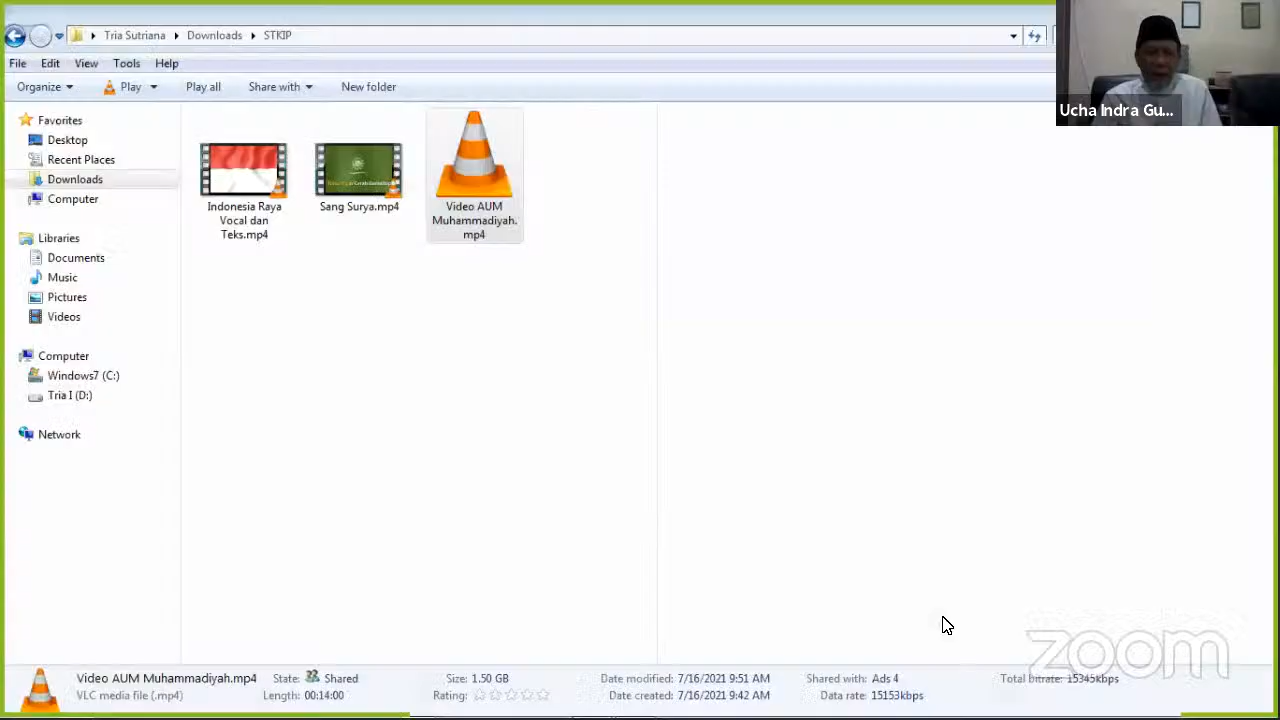 Tria Sutriana Downloads STKIP
File Edit View Tools Help
Organize Play Play all Share with New folder
Ucha Indra Gu...
Favorites
Desktop
Recent Places
Downloads
Computer
Libraries
Documents
Music
Pictures
Videos
Computer
Windows7 (C:)
Tria I (D:)
Network
Indonesia Raya
Vocal dan
Teks.mp4
Sang Surya.mp4
Video AUM
Muhammadiyah.
mp4
zoom
Video AUM Muhammadiyah.mp4 State: Shared Size: 1.50 GB Date modified: 7/16/2021 9:51 AM Shared with: Ads 4 Total bitrate: 15345kbps
VLC media file (.mp4) Length: 00:14:00 Rating: Date created: 7/16/2021 9:42 AM Data rate: 15153kbps